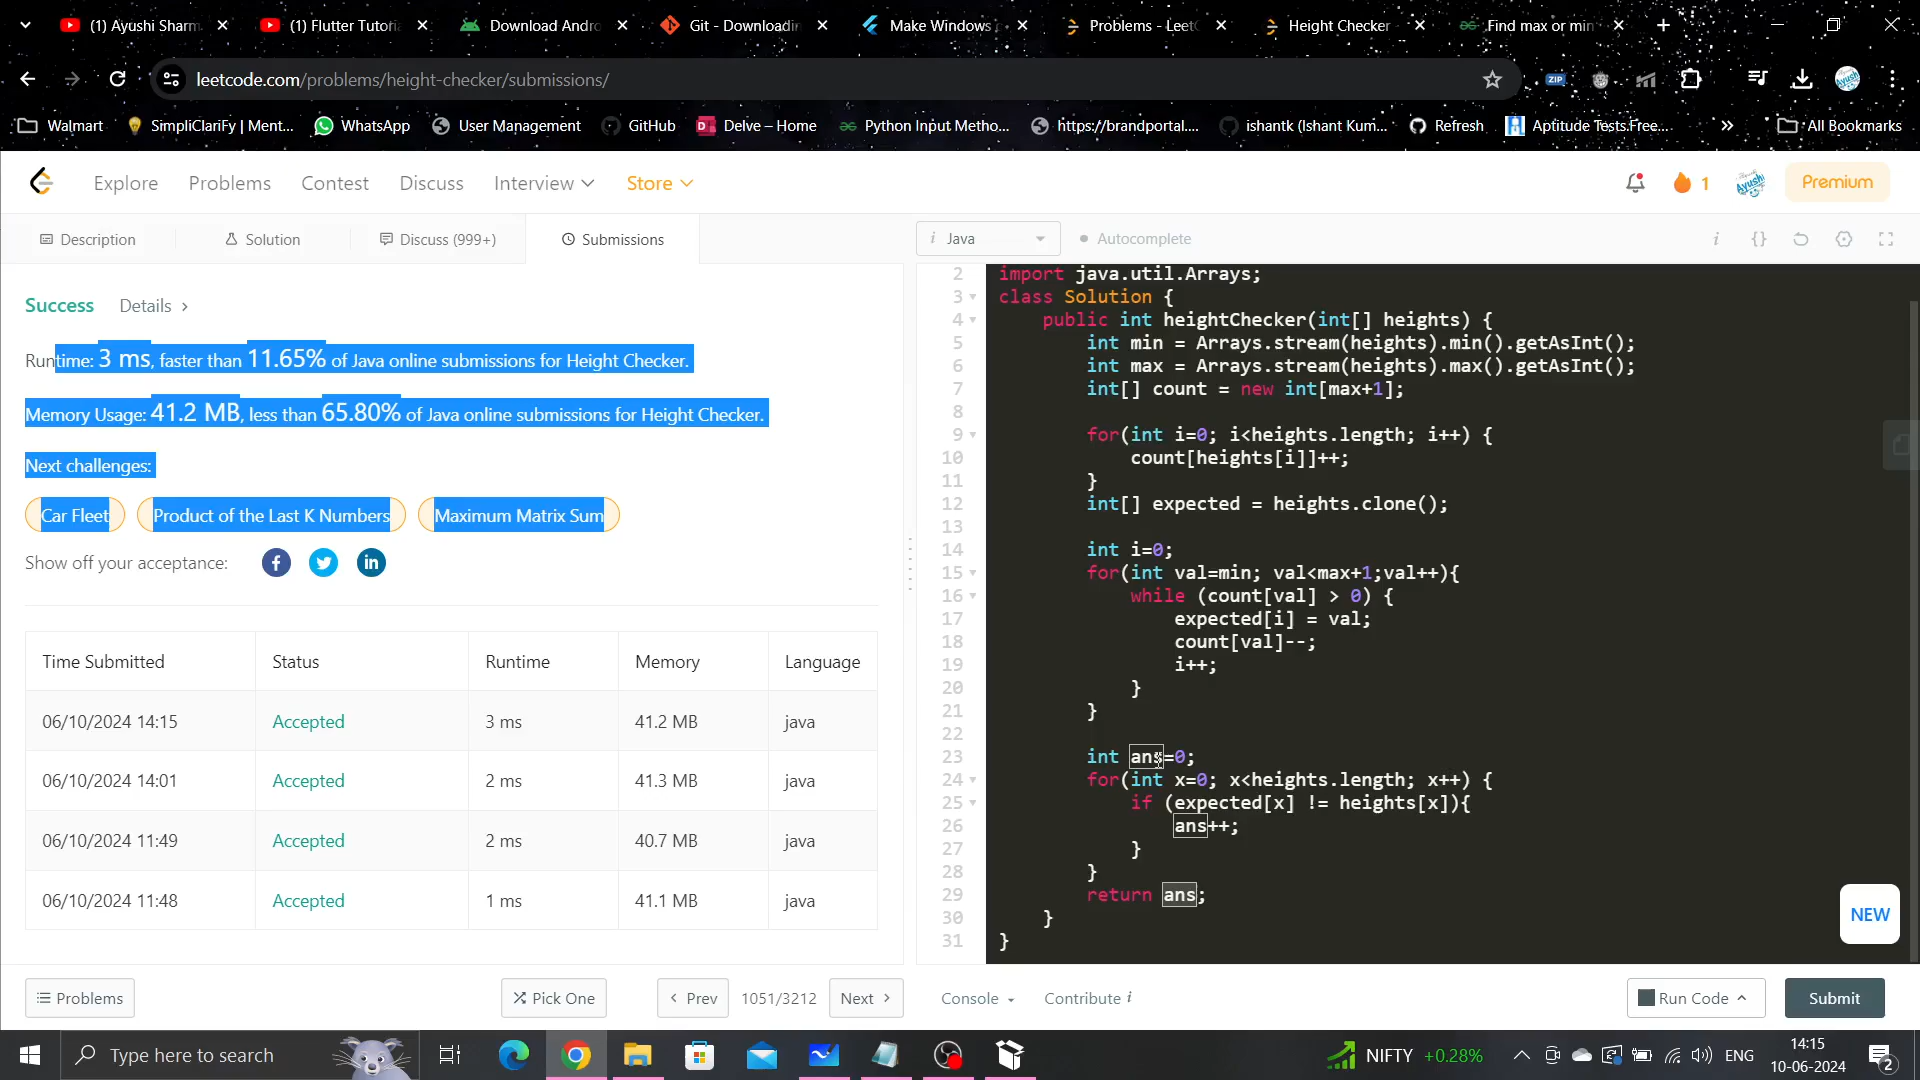 (1) Ayushi Sharm
(1) Flutter Tutori
Download Andro
Git - Downloadin
Make Windows
Problems - Leet
Height Checker
Find max or min
leetcode.com/problems/height-checker/submissions/
ZIP
Walmart
SimpliClariFy | Ment...
WhatsApp
User Management
GitHub
Delve – Home
Python Input Metho...
https://brandportal....
ishantk (Ishant Kum...
Refresh
Aptitude Tests.Free...
All Bookmarks
Explore
Problems
Contest
Discuss
Interview
Store
1
Ayush
Premium
Description
Solution
Discuss (999+)
Submissions
i Java
Autocomplete
Success Details
Runtime: 3 ms, faster than 11.65% of Java online submissions for Height Checker.
Memory Usage: 41.2 MB, less than 65.80% of Java online submissions for Height Checker.
Next challenges:
Car Fleet
Product of the Last K Numbers
Maximum Matrix Sum
Show off your acceptance:
Time Submitted Status Runtime Memory Language
06/10/2024 14:15 Accepted 3 ms 41.2 MB java
06/10/2024 14:01 Accepted 2 ms 41.3 MB java
06/10/2024 11:49 Accepted 2 ms 40.7 MB java
06/10/2024 11:48 Accepted 1 ms 41.1 MB java
2 import java.util.Arrays;
3 class Solution {
4 public int heightChecker(int[] heights) {
5 int min = Arrays.stream(heights).min().getAsInt();
6 int max = Arrays.stream(heights).max().getAsInt();
7 int[] count = new int[max+1];
8
9 for(int i=0; i<heights.length; i++) {
10 count[heights[i]]++;
11 }
12 int[] expected = heights.clone();
13
14 int i=0;
15 for(int val=min; val<max+1;val++){
16 while (count[val] > 0) {
17 expected[i] = val;
18 count[val]--;
19 i++;
20 }
21 }
22
23 int ans=0;
24 for(int x=0; x<heights.length; x++) {
25 if (expected[x] != heights[x]){
26 ans++;
27 }
28 }
29 return ans;
30 }
31 }
NEW
Problems
Pick One
Prev
1051/3212
Next
Console
Contribute i
Run Code
Submit
Type here to search
NIFTY +0.28%
ENG
14:15
10-06-2024
2